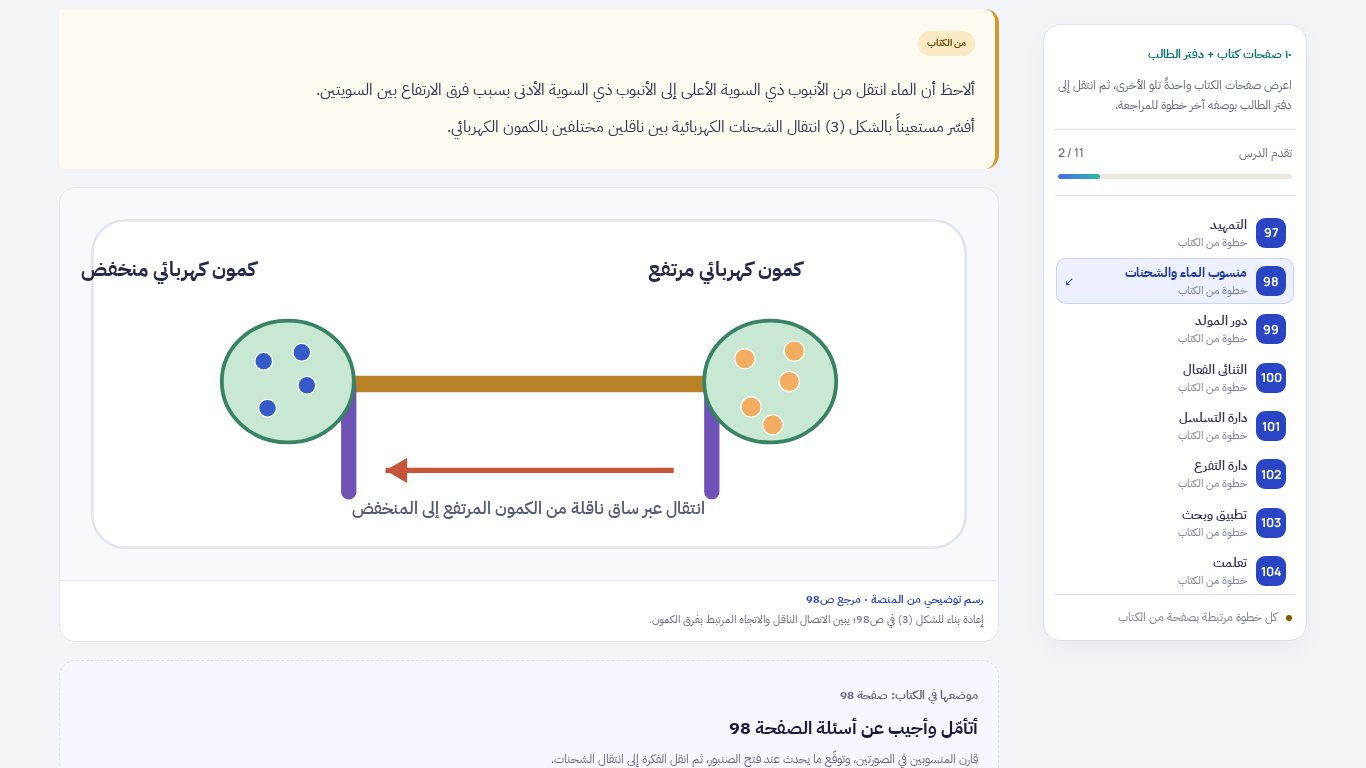 ١٠ صفحات كتاب + دفتر الطالب
اعرض صفحات الكتاب واحدةً تلو الأخرى، ثم انتقل إلى
دفتر الطالب بوصفه آخر خطوة للمراجعة.
تقدم الدرس
2 / 11
97
التمهيد
خطوة من الكتاب
98
منسوب الماء والشحنات
خطوة من الكتاب
↙
99
دور المولد
خطوة من الكتاب
100
الثنائي الفعال
خطوة من الكتاب
101
دارة التسلسل
خطوة من الكتاب
102
دارة التفرع
خطوة من الكتاب
103
تطبيق وبحث
خطوة من الكتاب
104
تعلمت
خطوة من الكتاب
كل خطوة مرتبطة بصفحة من الكتاب
من الكتاب
ألاحظ أن الماء انتقل من الأنبوب ذي السوية الأعلى إلى الأنبوب ذي السوية الأدنى بسبب فرق الارتفاع بين السويتين.
أفسّر مستعيناً بالشكل (3) انتقال الشحنات الكهربائية بين ناقلين مختلفين بالكمون الكهربائي.
كمون كهربائي مرتفع
كمون كهربائي منخفض
انتقال عبر ساق ناقلة من الكمون المرتفع إلى المنخفض
رسم توضيحي من المنصة · مرجع ص98
إعادة بناء للشكل (3) في ص98؛ يبين الاتصال الناقل والاتجاه المرتبط بفرق الكمون.
موضعها في الكتاب: صفحة 98
أتأمّل وأجيب عن أسئلة الصفحة 98
قارن المنسوبين في الصورتين، وتوقّع ما يحدث عند فتح الصنبور، ثم انقل الفكرة إلى انتقال الشحنات.